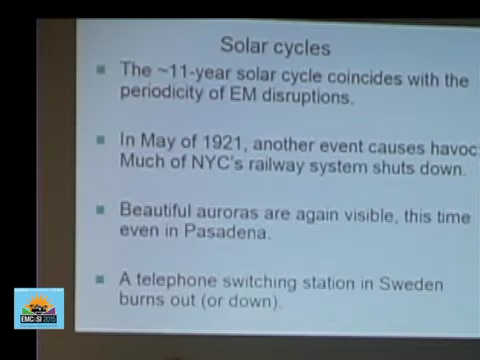 Solar cycles
The ~11-year solar cycle coincides with the
periodicity of EM disruptions.
In May of 1921, another event causes havoc:
Much of NYC's railway system shuts down.
Beautiful auroras are again visible, this time
even in Pasadena.
A telephone switching station in Sweden
burns out (or down).
EMC&SI 2015